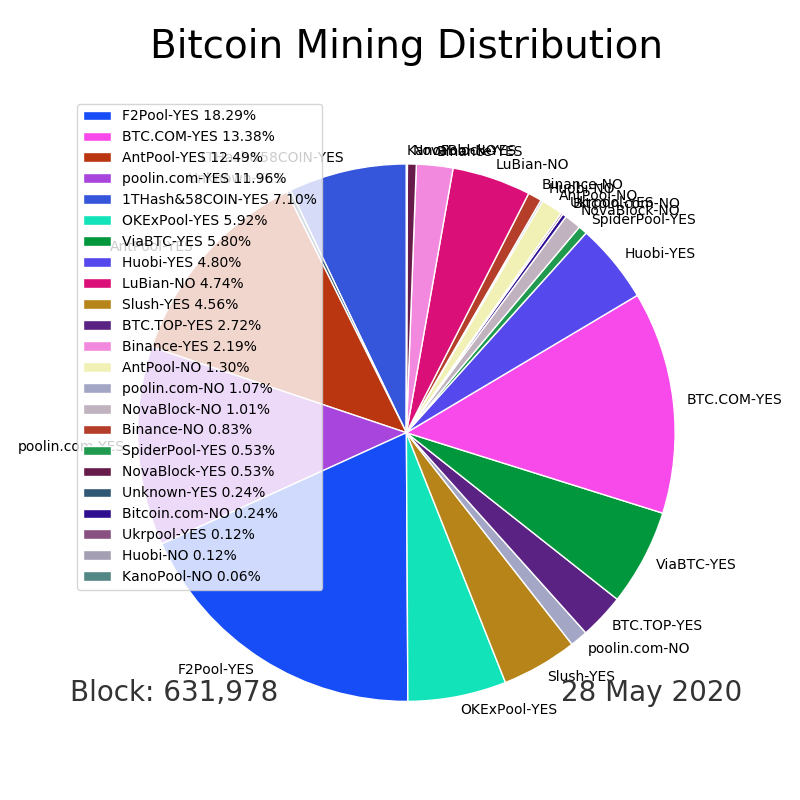 Bitcoin Mining Distribution
F2Pool-YES 18.29%
BTC.COM-YES 13.38%
AntPool-YES 12.49%
poolin.com-YES 11.96%
1THash&58COIN-YES 7.10%
OKExPool-YES 5.92%
ViaBTC-YES 5.80%
Huobi-YES 4.80%
LuBian-NO 4.74%
Slush-YES 4.56%
BTC.TOP-YES 2.72%
Binance-YES 2.19%
AntPool-NO 1.30%
poolin.com-NO 1.07%
NovaBlock-NO 1.01%
Binance-NO 0.83%
SpiderPool-YES 0.53%
NovaBlock-YES 0.53%
Unknown-YES 0.24%
Bitcoin.com-NO 0.24%
Ukrpool-YES 0.12%
Huobi-NO 0.12%
KanoPool-NO 0.06%
LuBian-NO
Binance-NO
Huobi-NO
AntPool-NO
NovaBlock-NO
SpiderPool-YES
Huobi-YES
BTC.COM-YES
ViaBTC-YES
BTC.TOP-YES
poolin.com-NO
Slush-YES
OKExPool-YES
F2Pool-YES
poolin.com-YES
AntPool-YES
Block: 631,978
28 May 2020